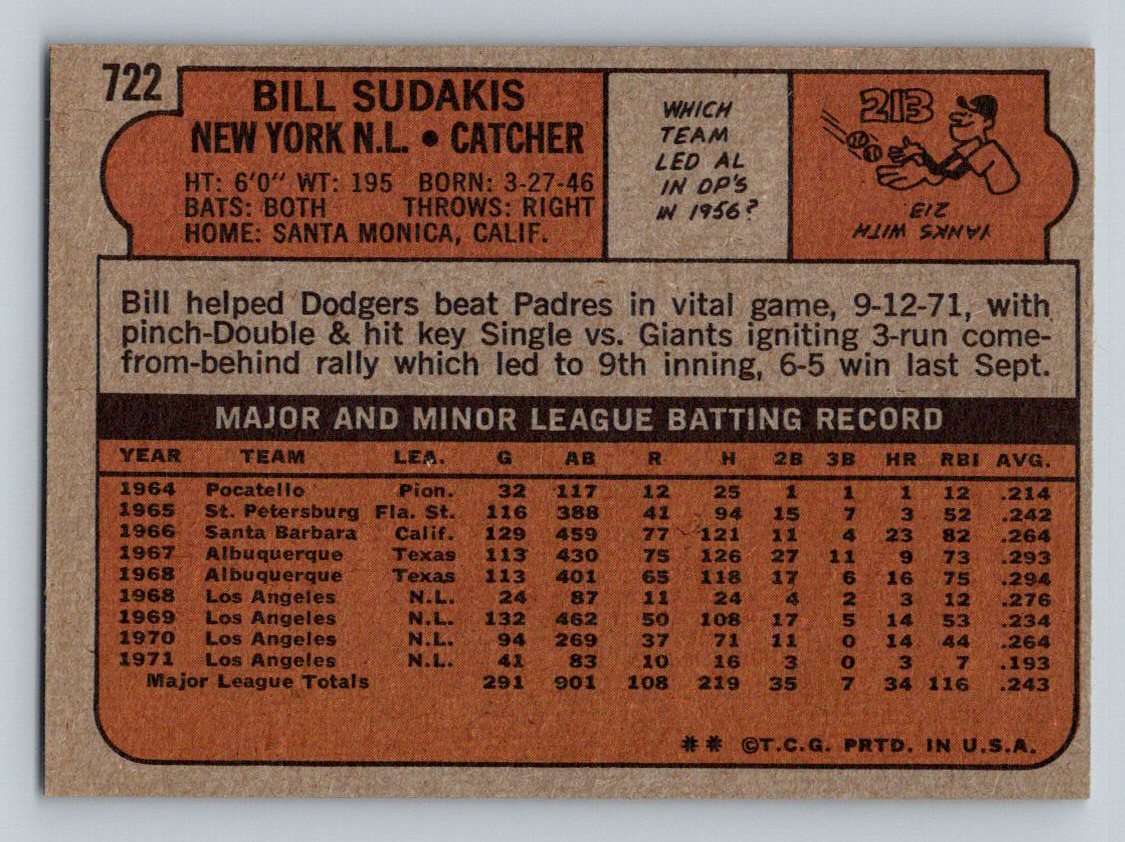 722
BILL SUDAKIS
NEW YORK N.L. • CATCHER
HT: 6'0" WT: 195 BORN: 3-27-46
BATS: BOTH THROWS: RIGHT
HOME: SANTA MONICA, CALIF.
WHICH
TEAM
LED AL
IN DP'S
IN 1956?
213
YANKS WITH
213
Bill helped Dodgers beat Padres in vital game, 9-12-71, with
pinch-Double & hit key Single vs. Giants igniting 3-run come-
from-behind rally which led to 9th inning, 6-5 win last Sept.
MAJOR AND MINOR LEAGUE BATTING RECORD
YEAR TEAM LEA. G AB R H 2B 3B HR RBI AVG.
1964 Pocatello Pion. 32 117 12 25 1 1 1 12 .214
1965 St. Petersburg Fla. St. 116 388 41 94 15 7 3 52 .242
1966 Santa Barbara Calif. 129 459 77 121 11 4 23 82 .264
1967 Albuquerque Texas 113 430 75 126 27 11 9 73 .293
1968 Albuquerque Texas 113 401 65 118 17 6 16 75 .294
1968 Los Angeles N.L. 24 87 11 24 4 2 3 12 .276
1969 Los Angeles N.L. 132 462 50 108 17 5 14 53 .234
1970 Los Angeles N.L. 94 269 37 71 11 0 14 44 .264
1971 Los Angeles N.L. 41 83 10 16 3 0 3 7 .193
Major League Totals 291 901 108 219 35 7 34 116 .243
** ©T.C.G. PRTD. IN U.S.A.